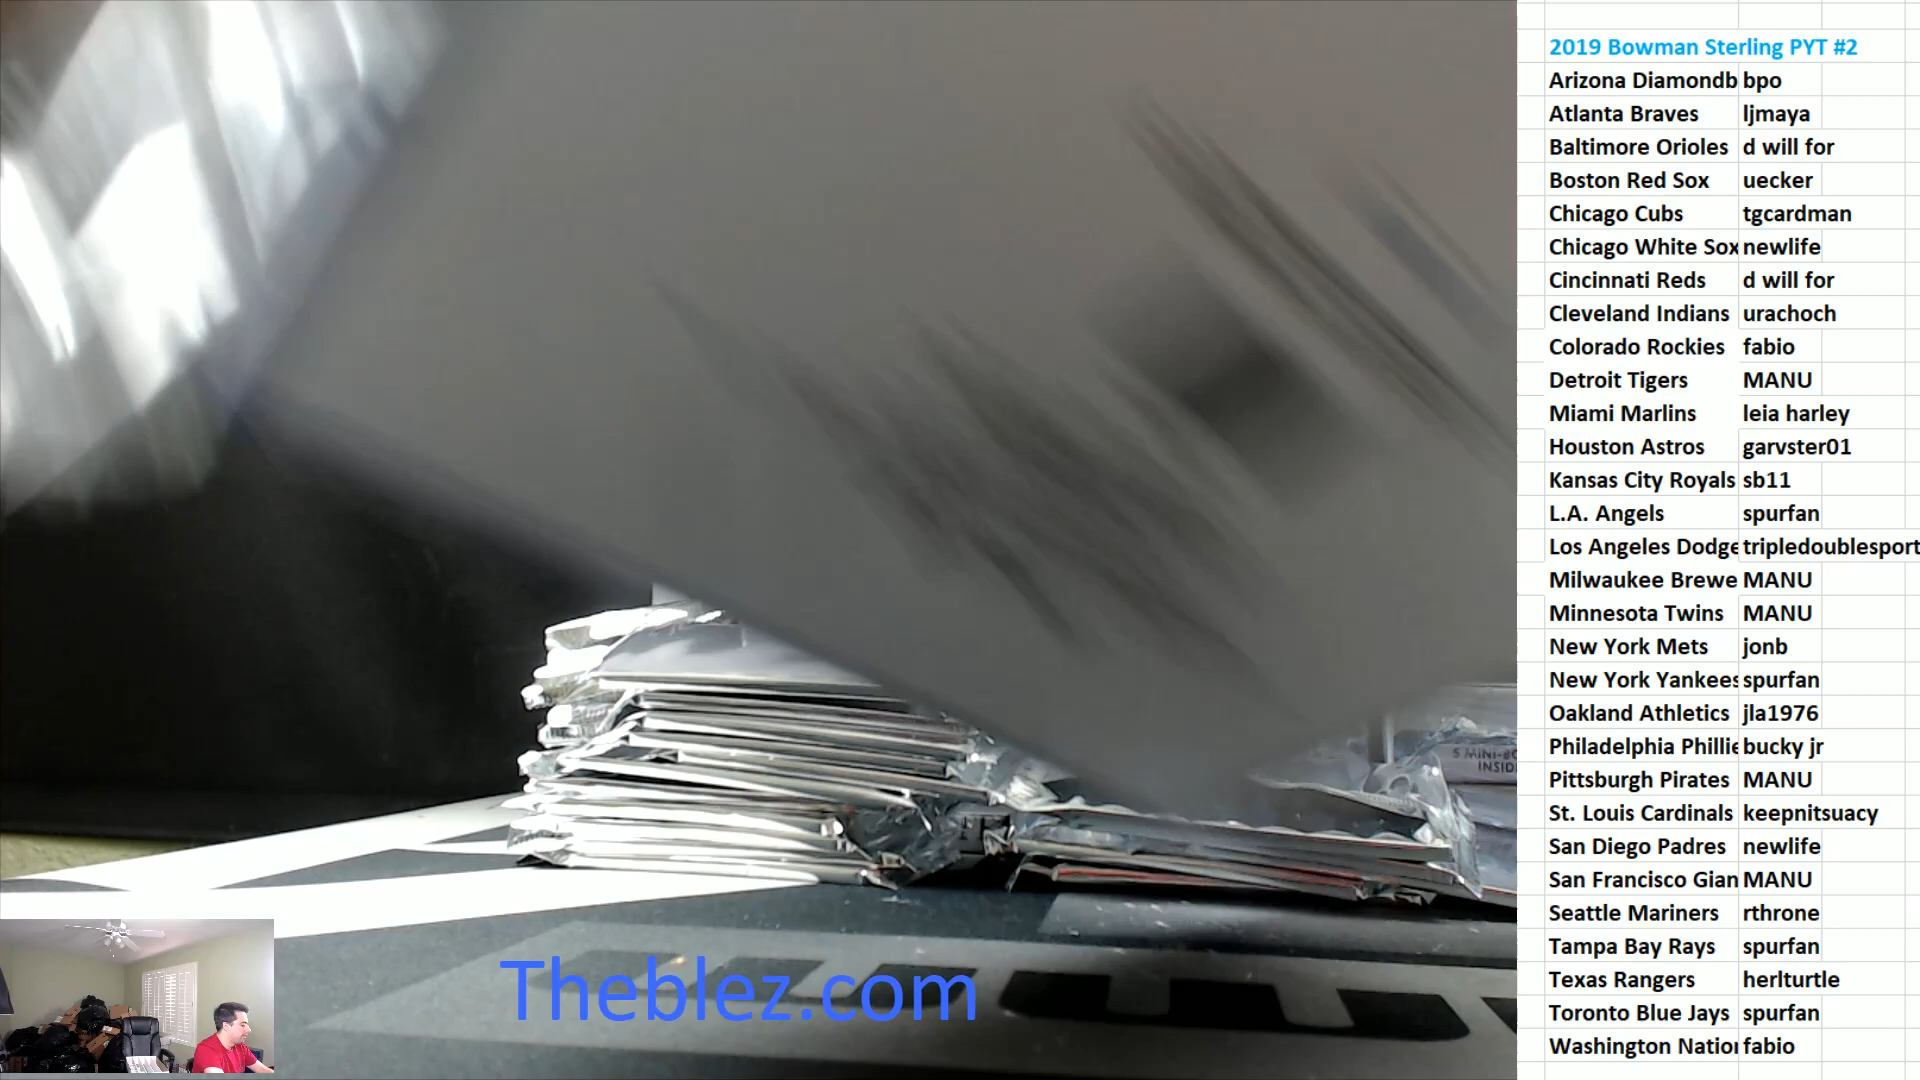 2019 Bowman Sterling PYT #2
Arizona Diamondb bpo
Atlanta Braves ljmaya
Baltimore Orioles d will for
Boston Red Sox uecker
Chicago Cubs tgcardman
Chicago White Sox newlife
Cincinnati Reds d will for
Cleveland Indians urachoch
Colorado Rockies fabio
Detroit Tigers MANU
Miami Marlins leia harley
Houston Astros garvster01
Kansas City Royals sb11
L.A. Angels spurfan
Los Angeles Dodge tripledoublesport
Milwaukee Brewe MANU
Minnesota Twins MANU
New York Mets jonb
New York Yankees spurfan
Oakland Athletics jla1976
Philadelphia Phillie bucky jr
Pittsburgh Pirates MANU
St. Louis Cardinals keepnitsuacy
San Diego Padres newlife
San Francisco Gian MANU
Seattle Mariners rthrone
Tampa Bay Rays spurfan
Texas Rangers herlturtle
Toronto Blue Jays spurfan
Washington Natio fabio
5 MINI-BO
INSID
Theblez.com